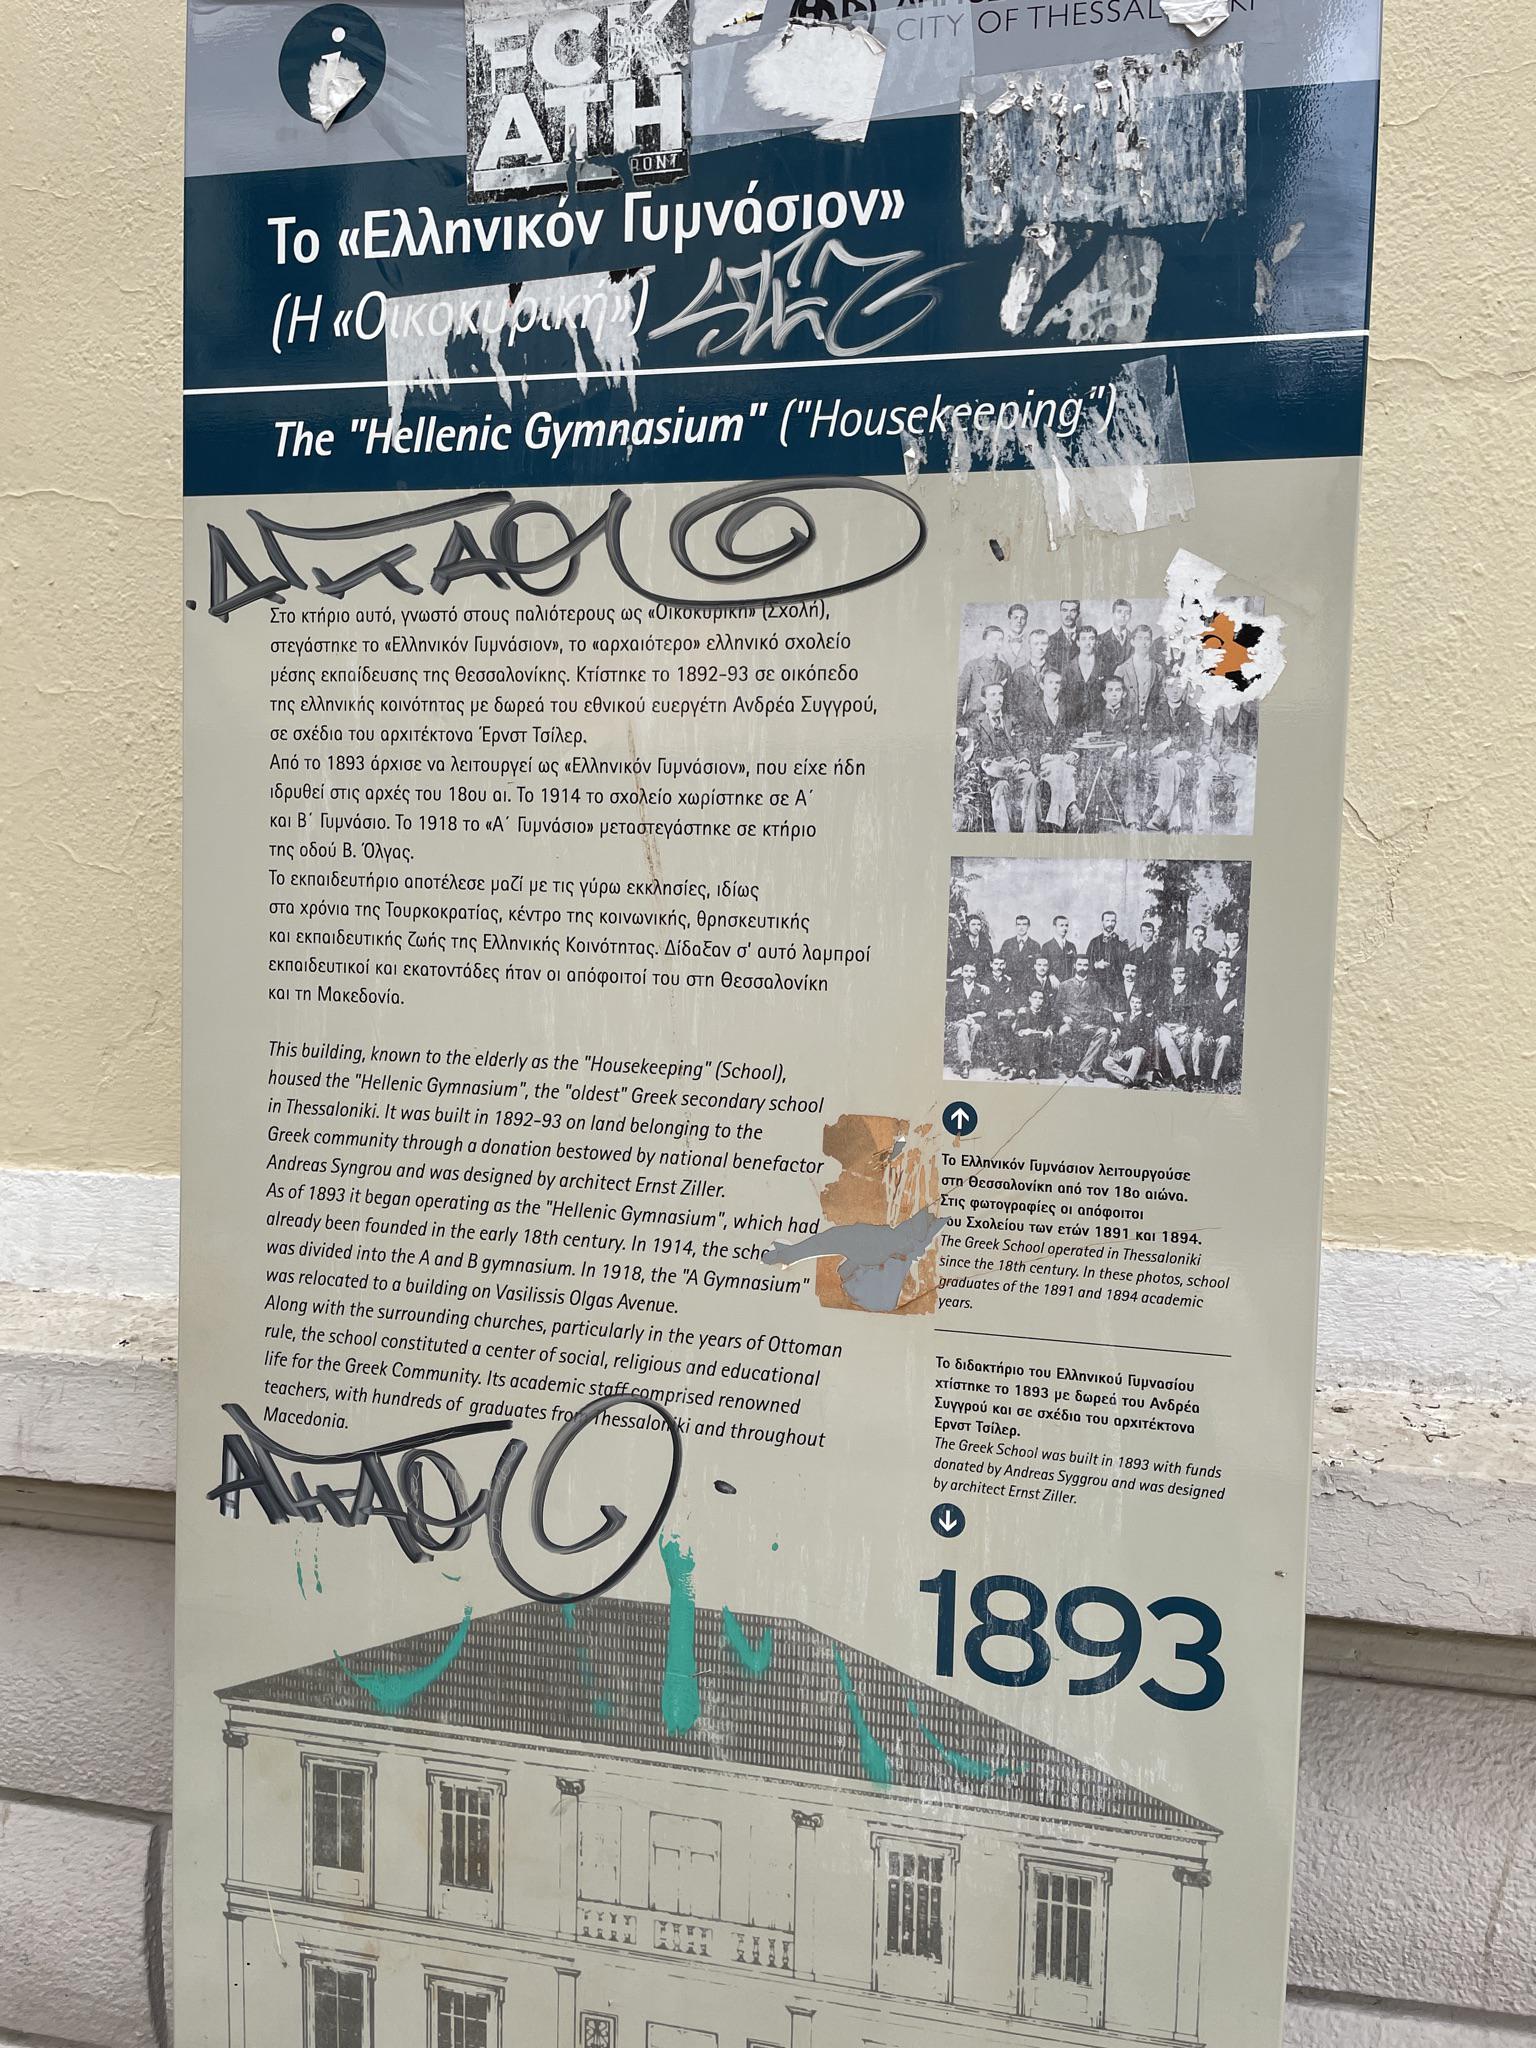 i
FCK
ATH
CITY OF THESSALONIKI
Το «Ελληνικόν Γυμνάσιον»
(Η «Οικοκυρική»)
The "Hellenic Gymnasium" ("Housekeeping")
Στο κτήριο αυτό, γνωστό στους παλιότερους ως «Οικοκυρική» (Σχολή),
στεγάστηκε το «Ελληνικόν Γυμνάσιον», το «αρχαιότερο» ελληνικό σχολείο
μέσης εκπαίδευσης της Θεσσαλονίκης. Κτίστηκε το 1892-93 σε οικόπεδο
της ελληνικής κοινότητας με δωρεά του εθνικού ευεργέτη Ανδρέα Συγγρού,
σε σχέδια του αρχιτέκτονα Έρνστ Τσίλερ.
Από το 1893 άρχισε να λειτουργεί ως «Ελληνικόν Γυμνάσιον», που είχε ήδη
ιδρυθεί στις αρχές του 18ου αι. Το 1914 το σχολείο χωρίστηκε σε Α΄
και Β΄ Γυμνάσιο. Το 1918 το «Α΄ Γυμνάσιο» μεταστεγάστηκε σε κτήριο
της οδού Β. Όλγας.
Το εκπαιδευτήριο αποτέλεσε μαζί με τις γύρω εκκλησίες, ιδίως
στα χρόνια της Τουρκοκρατίας, κέντρο της κοινωνικής, θρησκευτικής
και εκπαιδευτικής ζωής της Ελληνικής Κοινότητας. Δίδαξαν σ' αυτό λαμπροί
εκπαιδευτικοί και εκατοντάδες ήταν οι απόφοιτοί του στη Θεσσαλονίκη
και τη Μακεδονία.
This building, known to the elderly as the "Housekeeping" (School),
housed the "Hellenic Gymnasium", the "oldest" Greek secondary school
in Thessaloniki. It was built in 1892-93 on land belonging to the
Greek community through a donation bestowed by national benefactor
Andreas Syngrou and was designed by architect Ernst Ziller.
As of 1893 it began operating as the "Hellenic Gymnasium", which had
already been founded in the early 18th century. In 1914, the scho
was divided into the A and B gymnasium. In 1918, the "A Gymnasium"
was relocated to a building on Vasilissis Olgas Avenue.
Along with the surrounding churches, particularly in the years of Ottoman
rule, the school constituted a center of social, religious and educational
life for the Greek Community. Its academic staff comprised renowned
teachers, with hundreds of graduates from Thessaloniki and throughout
Macedonia.
Το Ελληνικόν Γυμνάσιον λειτουργούσε
στη Θεσσαλονίκη από τον 18ο αιώνα.
Στις φωτογραφίες οι απόφοιτοι
του Σχολείου των ετών 1891 και 1894.
The Greek School operated in Thessaloniki
since the 18th century. In these photos, school
graduates of the 1891 and 1894 academic
years.
Το διδακτήριο του Ελληνικού Γυμνασίου
χτίστηκε το 1893 με δωρεά του Ανδρέα
Συγγρού και σε σχέδια του αρχιτέκτονα
Ερνστ Τσίλερ.
The Greek School was built in 1893 with funds
donated by Andreas Syggrou and was designed
by architect Ernst Ziller.
1893